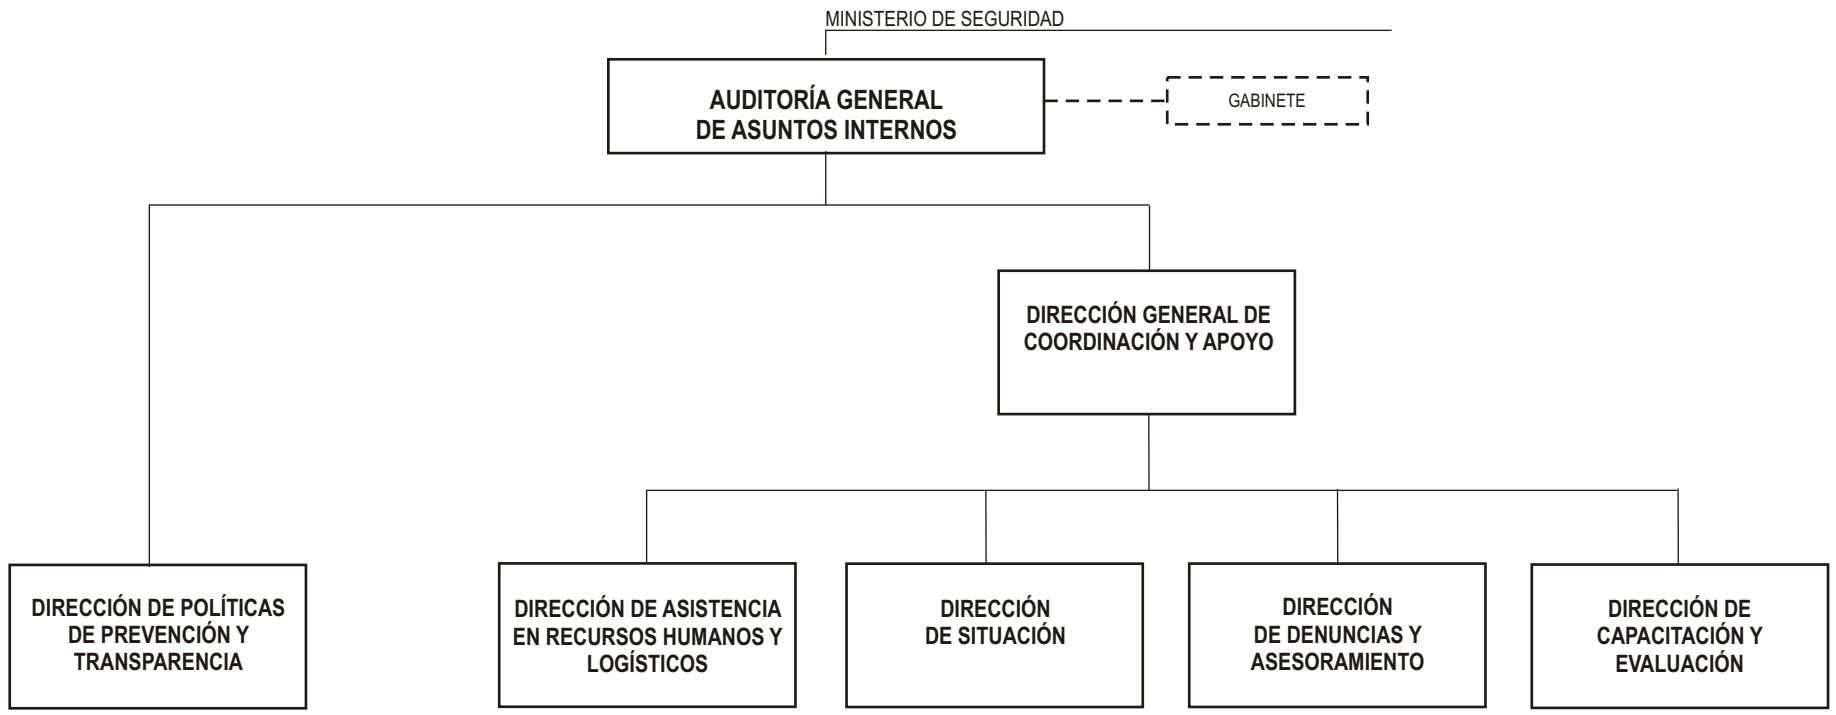 MINISTERIO DE SEGURIDAD
AUDITORÍA GENERAL
DE ASUNTOS INTERNOS
GABINETE
DIRECCIÓN GENERAL DE
COORDINACIÓN Y APOYO
DIRECCIÓN DE POLÍTICAS
DE PREVENCIÓN Y
TRANSPARENCIA
DIRECCIÓN DE ASISTENCIA
EN RECURSOS HUMANOS Y
LOGÍSTICOS
DIRECCIÓN
DE SITUACIÓN
DIRECCIÓN
DE DENUNCIAS Y
ASESORAMIENTO
DIRECCIÓN DE
CAPACITACIÓN Y
EVALUACIÓN